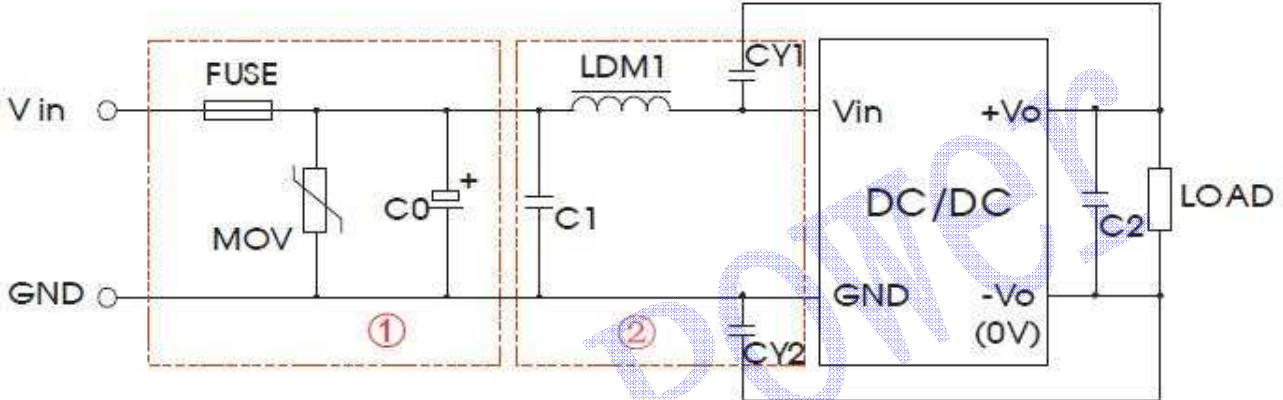 FUSE
LDM1
CY1
V in
Vin
+Vo
MOV
C0
+
C1
DC/DC
C2
LOAD
GND
GND
-Vo
(0V)
①
②
CY2
power